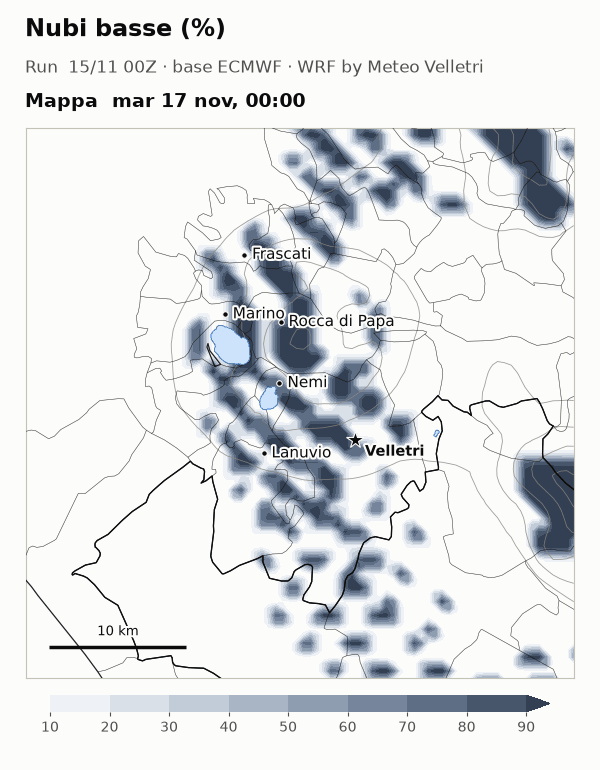 Nubi basse (%)
Run 15/11 00Z · base ECMWF · WRF by Meteo Velletri
Mappa mar 17 nov, 00:00
Frascati
Marino
Rocca di Papa
Nemi
Velletri
Lanuvio
10 km
10 20 30 40 50 60 70 80 90